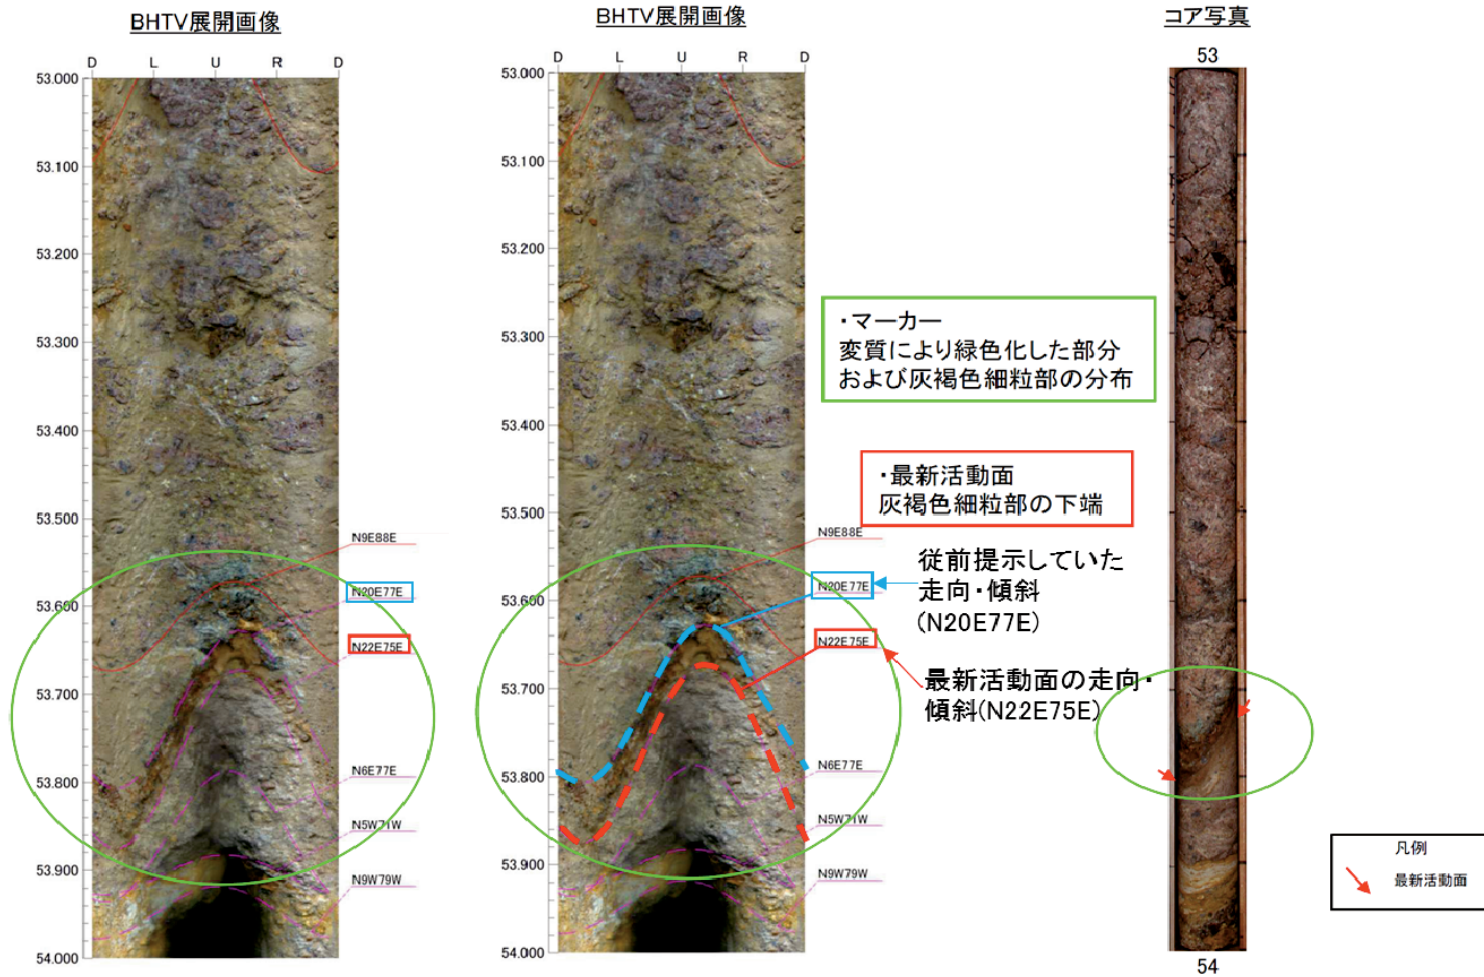 BHTV展開画像
D L U R D
53.000
53.100
53.200
53.300
53.400
53.500
53.600
53.700
53.800
53.900
54.000
N9E88E
N20E77E
N22E75E
N6E77E
N5W71W
N9W79W
BHTV展開画像
D L U R D
53.000
53.100
53.200
53.300
53.400
53.500
53.600
53.700
53.800
53.900
54.000
N9E88E
N20E77E
N22E75E
N6E77E
N5W71W
N9W79W
・マーカー
変質により緑色化した部分
および灰褐色細粒部の分布
・最新活動面
灰褐色細粒部の下端
従前提示していた
走向・傾斜
(N20E77E)
最新活動面の走向・
傾斜(N22E75E)
コア写真
53
54
凡例
最新活動面